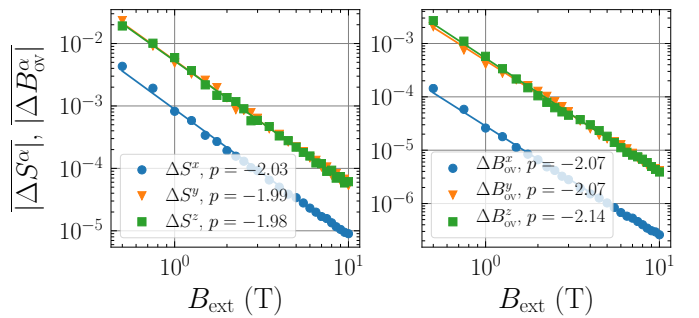 |ΔS^α|, |ΔB_ov^α|
10^−2
10^−3
10^−4
10^−5
ΔS^x, p = −2.03
ΔS^y, p = −1.99
ΔS^z, p = −1.98
10^0
10^1
B_ext (T)
10^−3
10^−4
10^−5
10^−6
ΔB_ov^x, p = −2.07
ΔB_ov^y, p = −2.07
ΔB_ov^z, p = −2.14
10^0
10^1
B_ext (T)